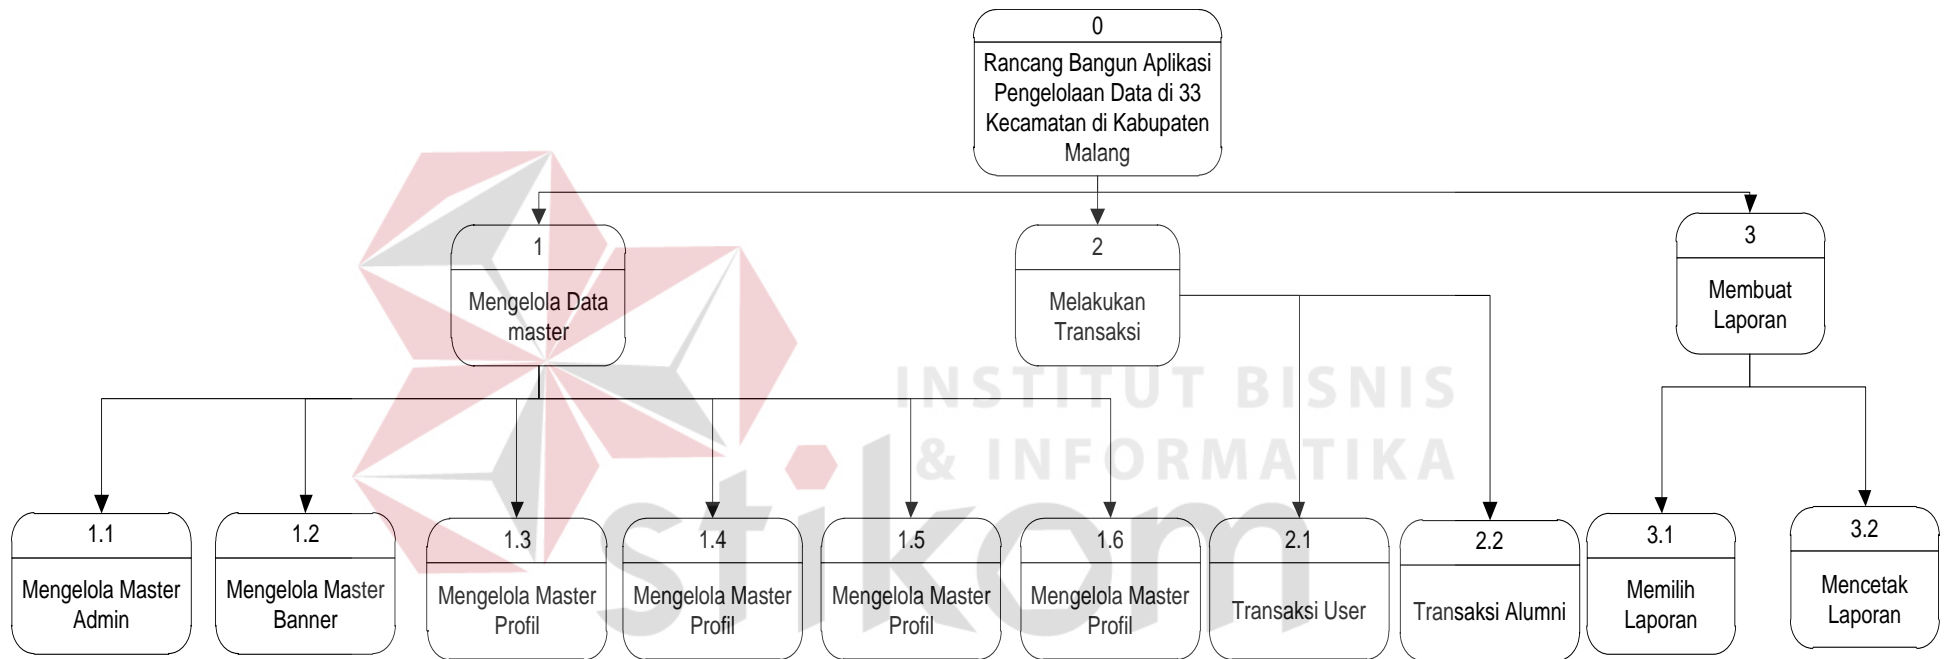 0
Rancang Bangun Aplikasi
Pengelolaan Data di 33
Kecamatan di Kabupaten
Malang
1
Mengelola Data
master
2
Melakukan
Transaksi
3
Membuat
Laporan
INSTITUT BISNIS
& INFORMATIKA
stikom
1.1
Mengelola Master
Admin
1.2
Mengelola Master
Banner
1.3
Mengelola Master
Profil
1.4
Mengelola Master
Profil
1.5
Mengelola Master
Profil
1.6
Mengelola Master
Profil
2.1
Transaksi User
2.2
Transaksi Alumni
3.1
Memilih
Laporan
3.2
Mencetak
Laporan